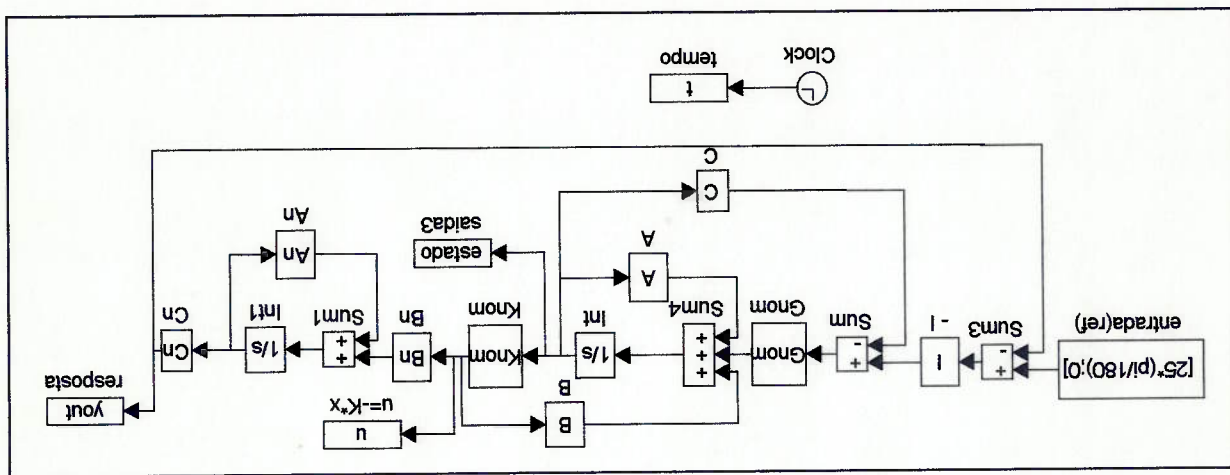 u
u=-K*x
yout
resposta
B
B
[25*(pi/180);0]
entrada(ref)
+
-
Sum3
I
- I
+
-
Sum
Gnom
Gnom
+
+
+
Sum4
1/s
Int
Knom
Knom
Bn
Bn
+
+
Sum1
1/s
Int1
Cn
Cn
A
A
estado
saida3
An
An
C
C
Clock
t
tempo